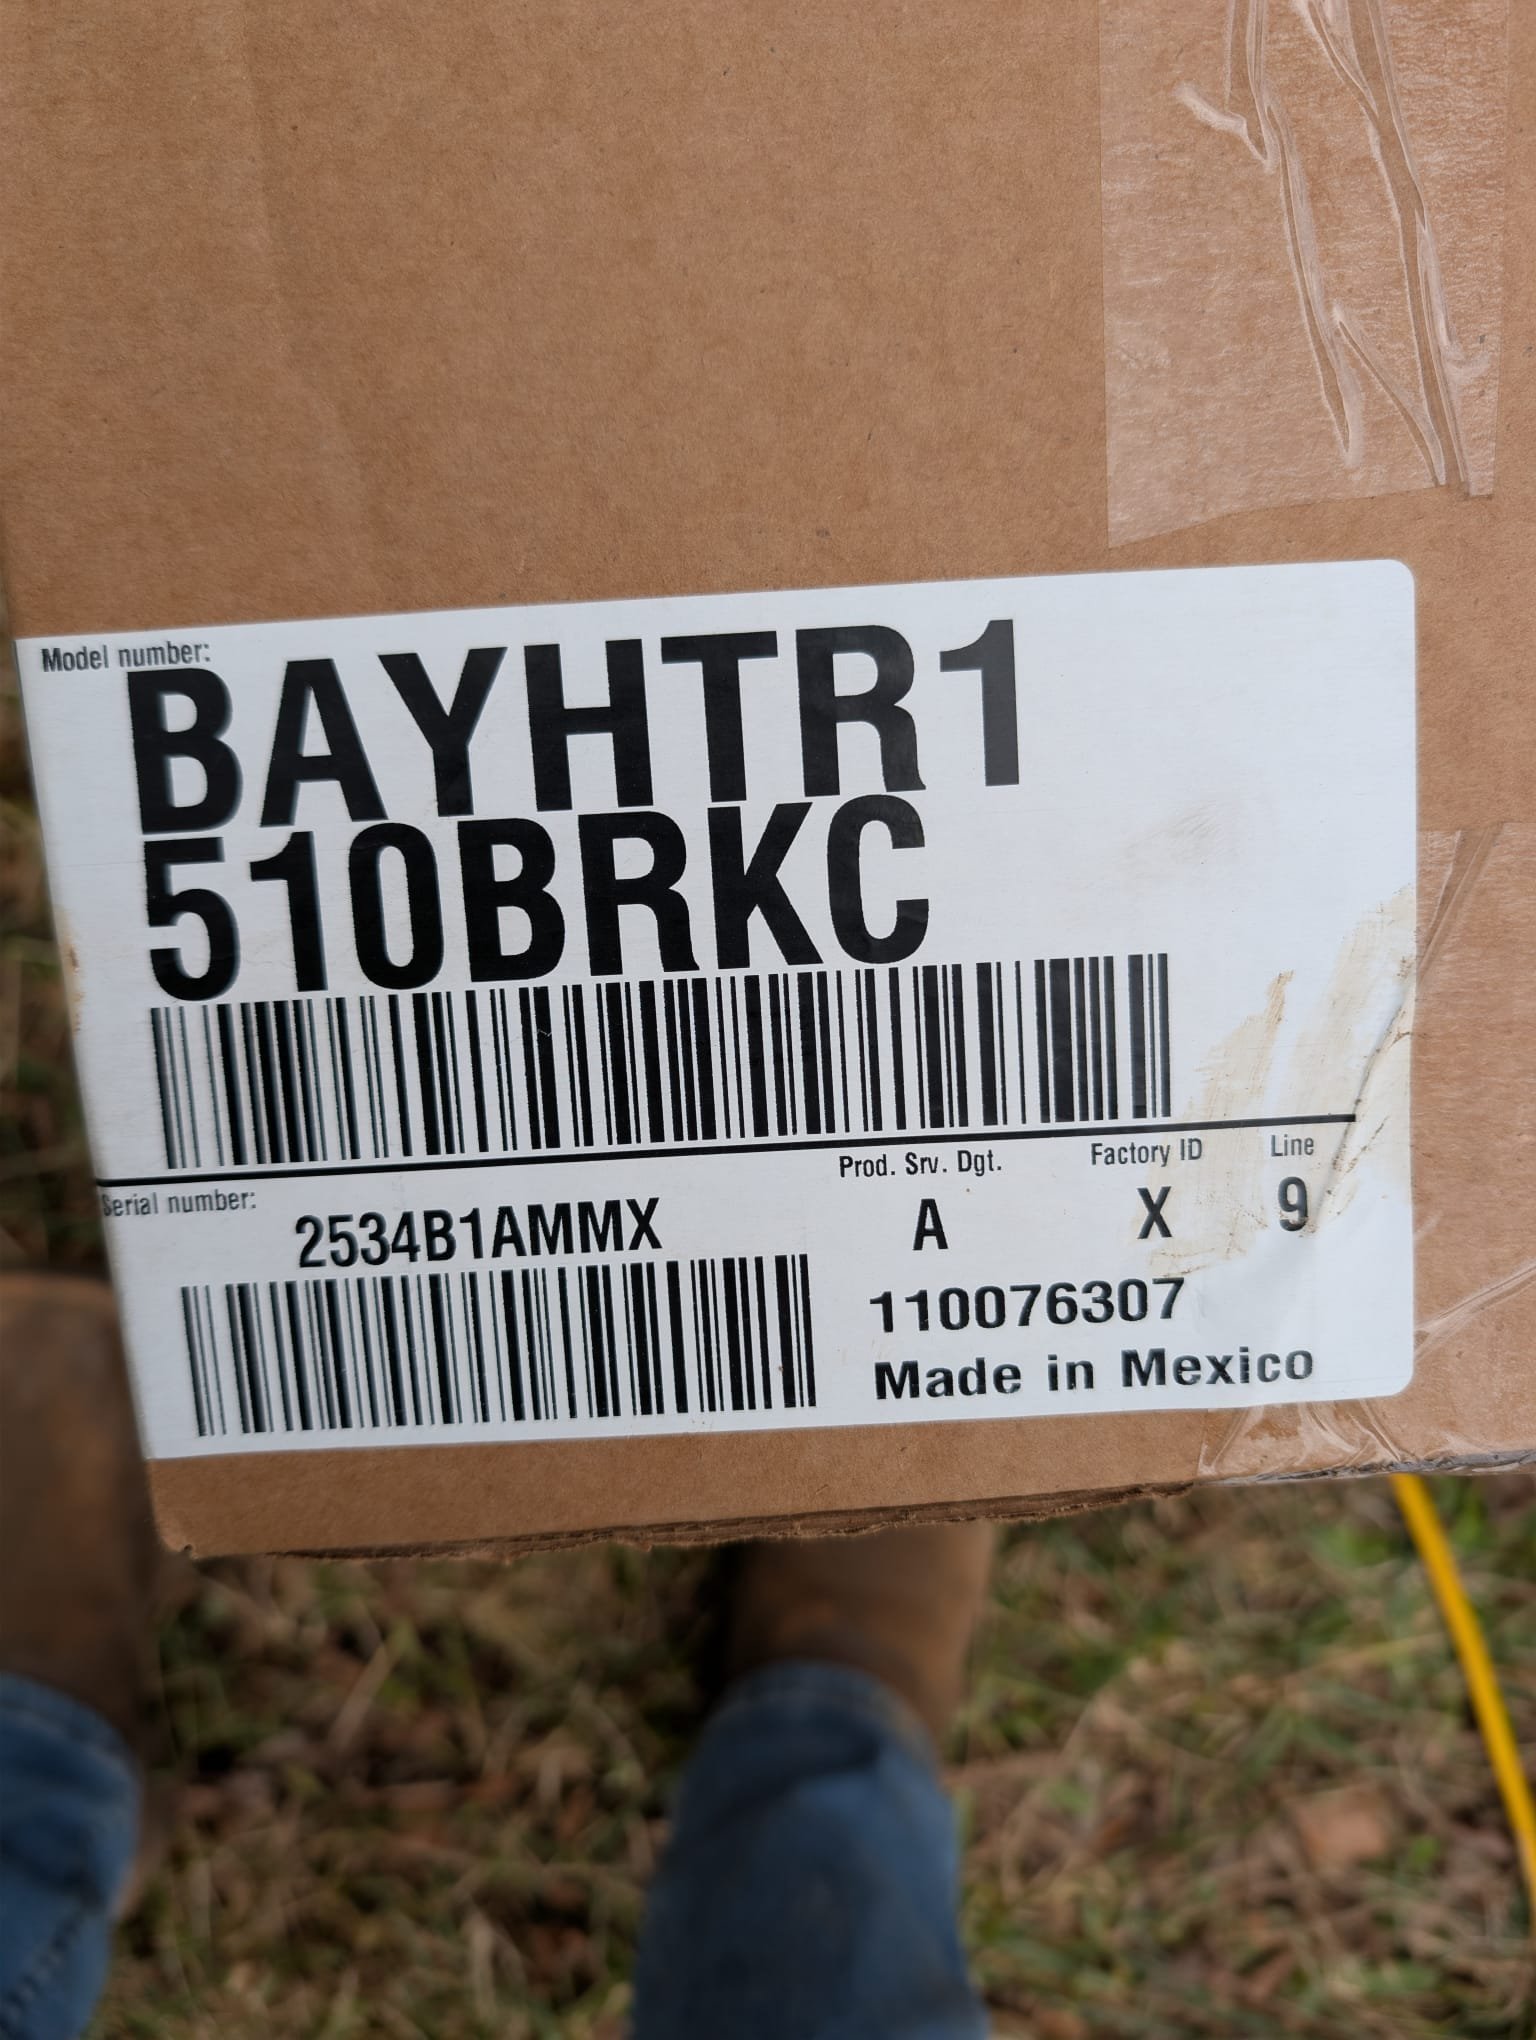 Model number:
BAYHTR1
510BRKC
Serial number:
2534B1AMMX
Prod. Srv. Dgt.
A
Factory ID
X
Line
9
110076307
Made in Mexico